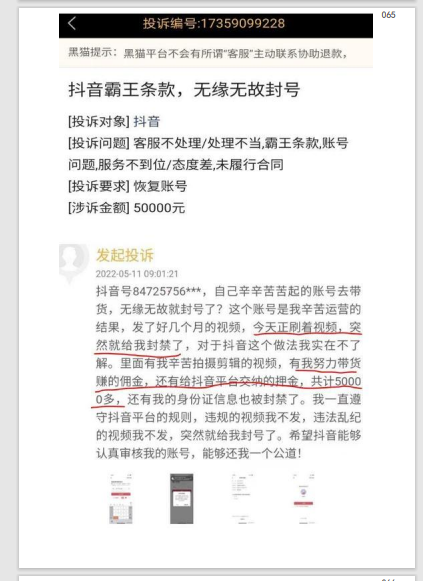 065
投诉编号:17359099228
黑猫提示：黑猫平台不会有所谓“客服”主动联系协助退款，
抖音霸王条款，无缘无故封号
[投诉对象] 抖音
[投诉问题] 客服不处理/处理不当,霸王条款,账号
问题,服务不到位/态度差,未履行合同
[投诉要求] 恢复账号
[涉诉金额] 50000元
发起投诉
2022-05-11 09:01:21
抖音号84725756***，自己辛辛苦苦起的账号去带
货，无缘无故就封号了？这个账号是我辛苦运营的
结果，发了好几个月的视频，今天正刷着视频，突
然就给我封禁了，对于抖音这个做法我实在不了
解。里面有我辛苦拍摄剪辑的视频，有我努力带货
赚的佣金，还有给抖音平台交纳的押金，共计5000
0多，还有我的身份证信息也被封禁了。我一直遵
守抖音平台的规则，违规的视频我不发，违法乱纪
的视频我不发，突然就给我封号了。希望抖音能够
认真审核我的账号，能够还我一个公道！